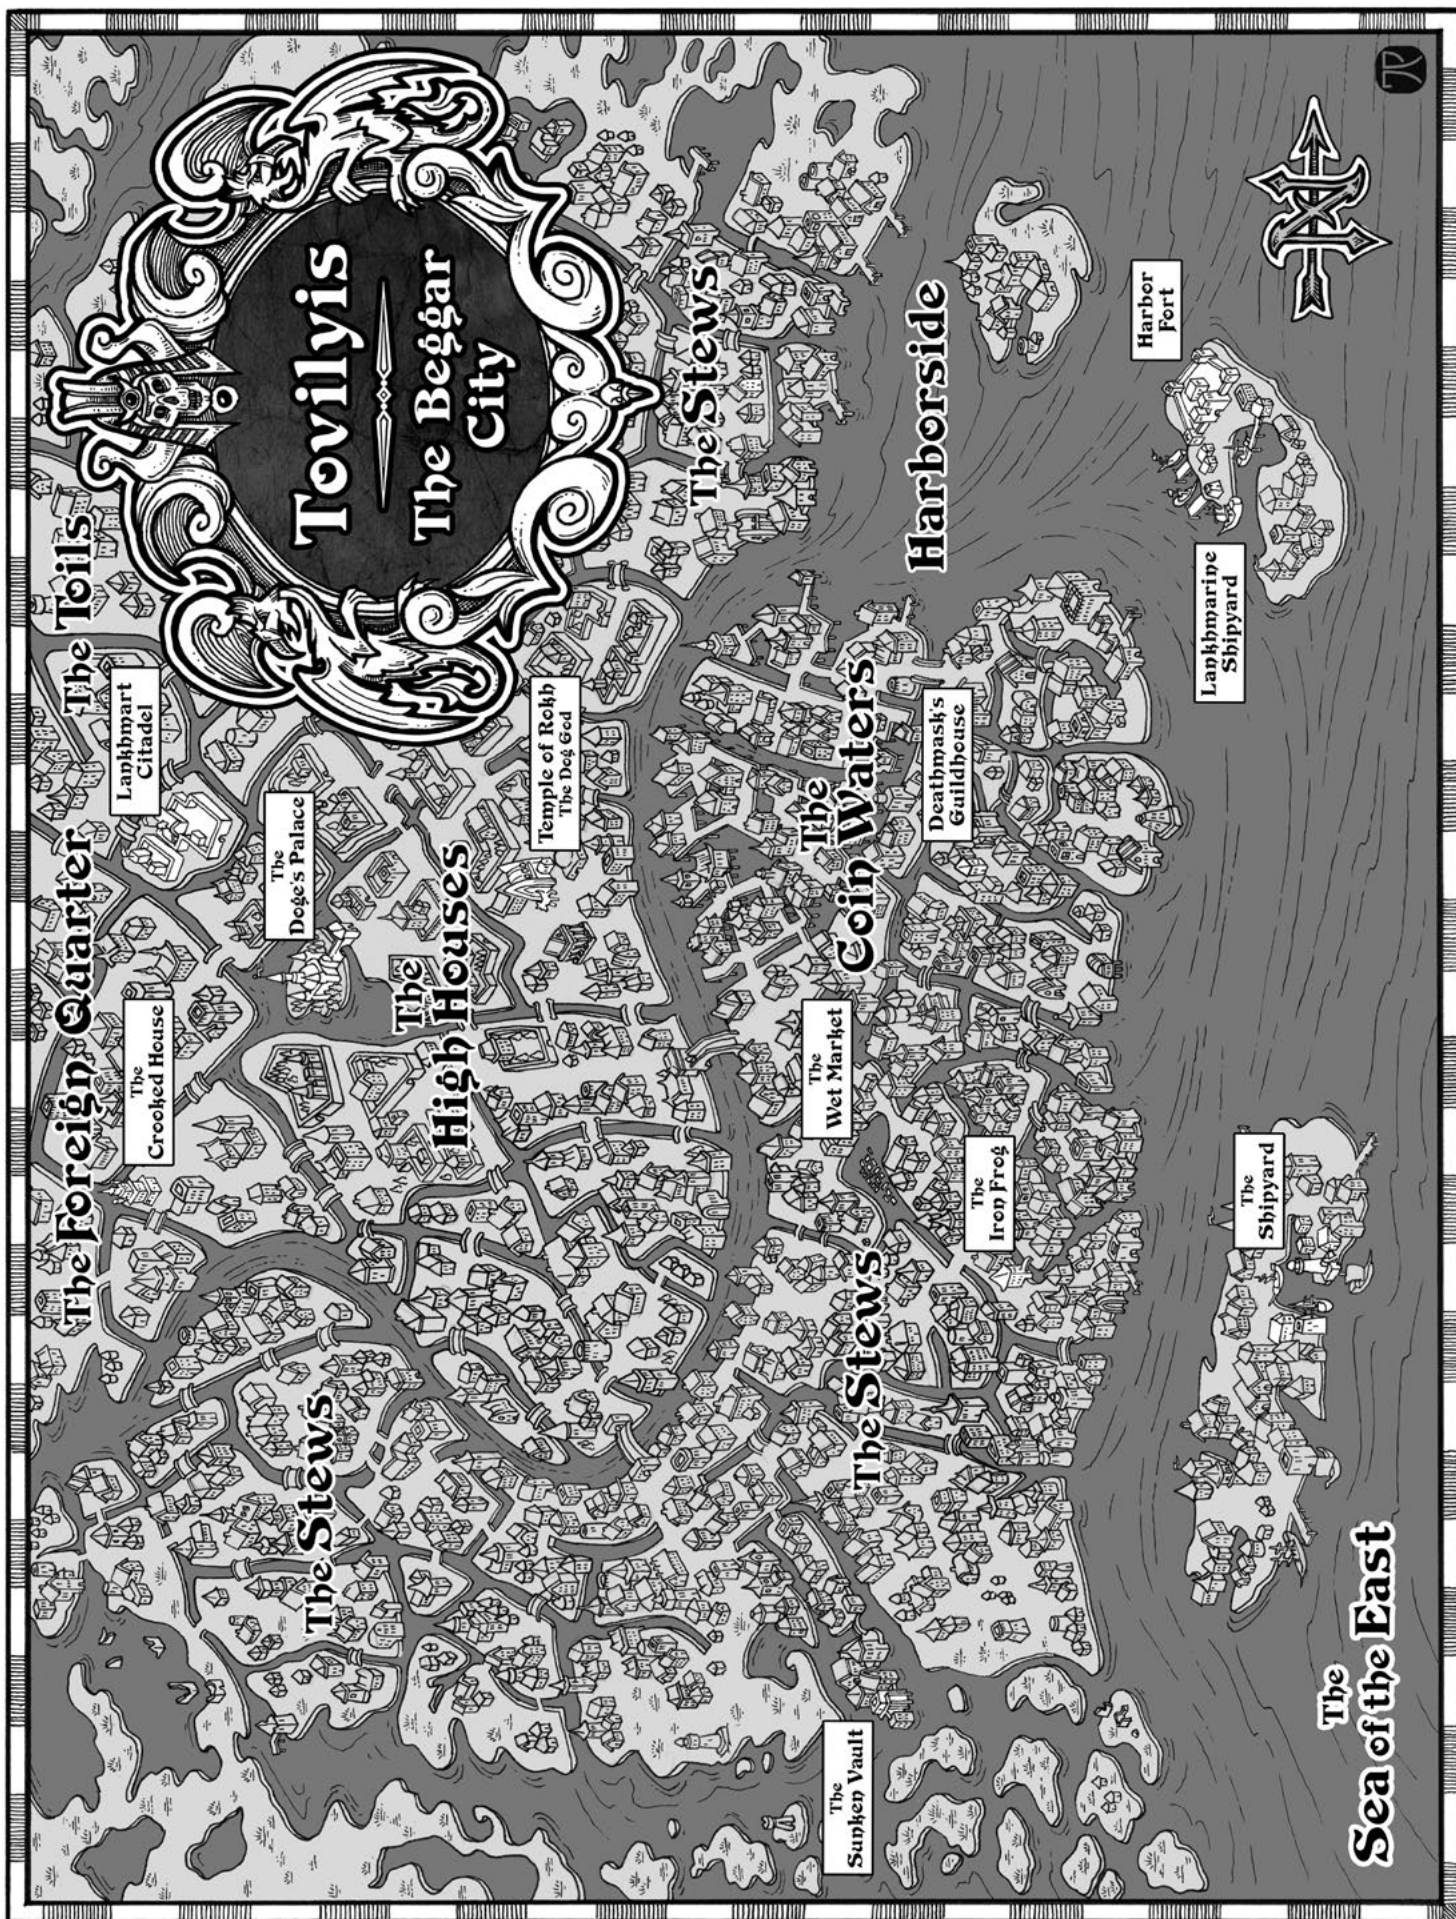 The Stews
The
Foreign Quarter
The Toils
The
Crooked House
Lankhmart
Citadel
The
Doge's Palace
Tovilyis
The Beggar
City
The
High Houses
Temple of Rokh
The Dog God
The Stews
The
Sunken Vault
The Stews
The
Wet Market
The
Coin Waters
Harborside
The
Iron Frog
Deathmask's
Guildhouse
The
Shipyard
Lankhmarine
Shipyard
Harbor
Fort
The
Sea of the East
N